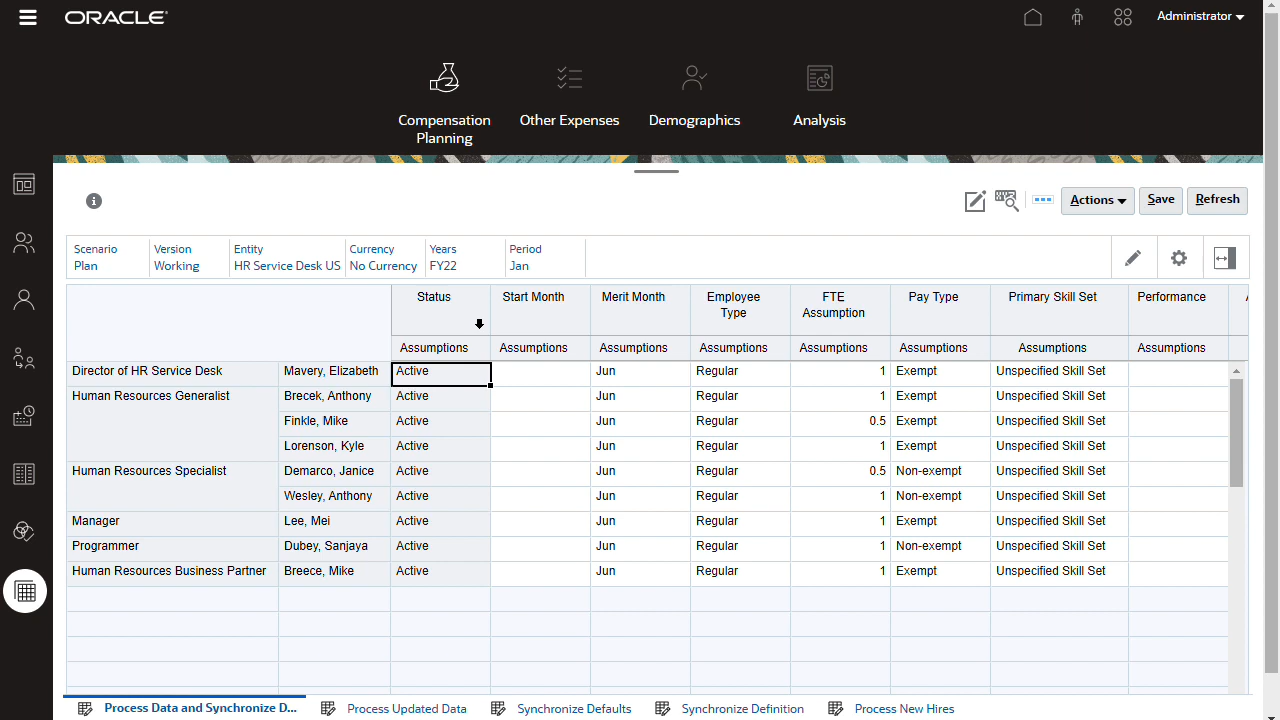 ORACLE
Administrator
Compensation Planning
Other Expenses
Demographics
Analysis
Actions
Save
Refresh
Scenario Version Entity Currency Years Period
Plan Working HR Service Desk US No Currency FY22 Jan
Status Start Month Merit Month Employee Type FTE Assumption Pay Type Primary Skill Set Performance
Assumptions Assumptions Assumptions Assumptions Assumptions Assumptions Assumptions Assumptions
Director of HR Service Desk Mavery, Elizabeth Active Jun Regular 1 Exempt Unspecified Skill Set
Human Resources Generalist Brecek, Anthony Active Jun Regular 1 Exempt Unspecified Skill Set
Finkle, Mike Active Jun Regular 0.5 Exempt Unspecified Skill Set
Lorenson, Kyle Active Jun Regular 1 Exempt Unspecified Skill Set
Human Resources Specialist Demarco, Janice Active Jun Regular 0.5 Non-exempt Unspecified Skill Set
Wesley, Anthony Active Jun Regular 1 Non-exempt Unspecified Skill Set
Manager Lee, Mei Active Jun Regular 1 Exempt Unspecified Skill Set
Programmer Dubey, Sanjaya Active Jun Regular 1 Non-exempt Unspecified Skill Set
Human Resources Business Partner Breece, Mike Active Jun Regular 1 Exempt Unspecified Skill Set
Process Data and Synchronize D... Process Updated Data Synchronize Defaults Synchronize Definition Process New Hires